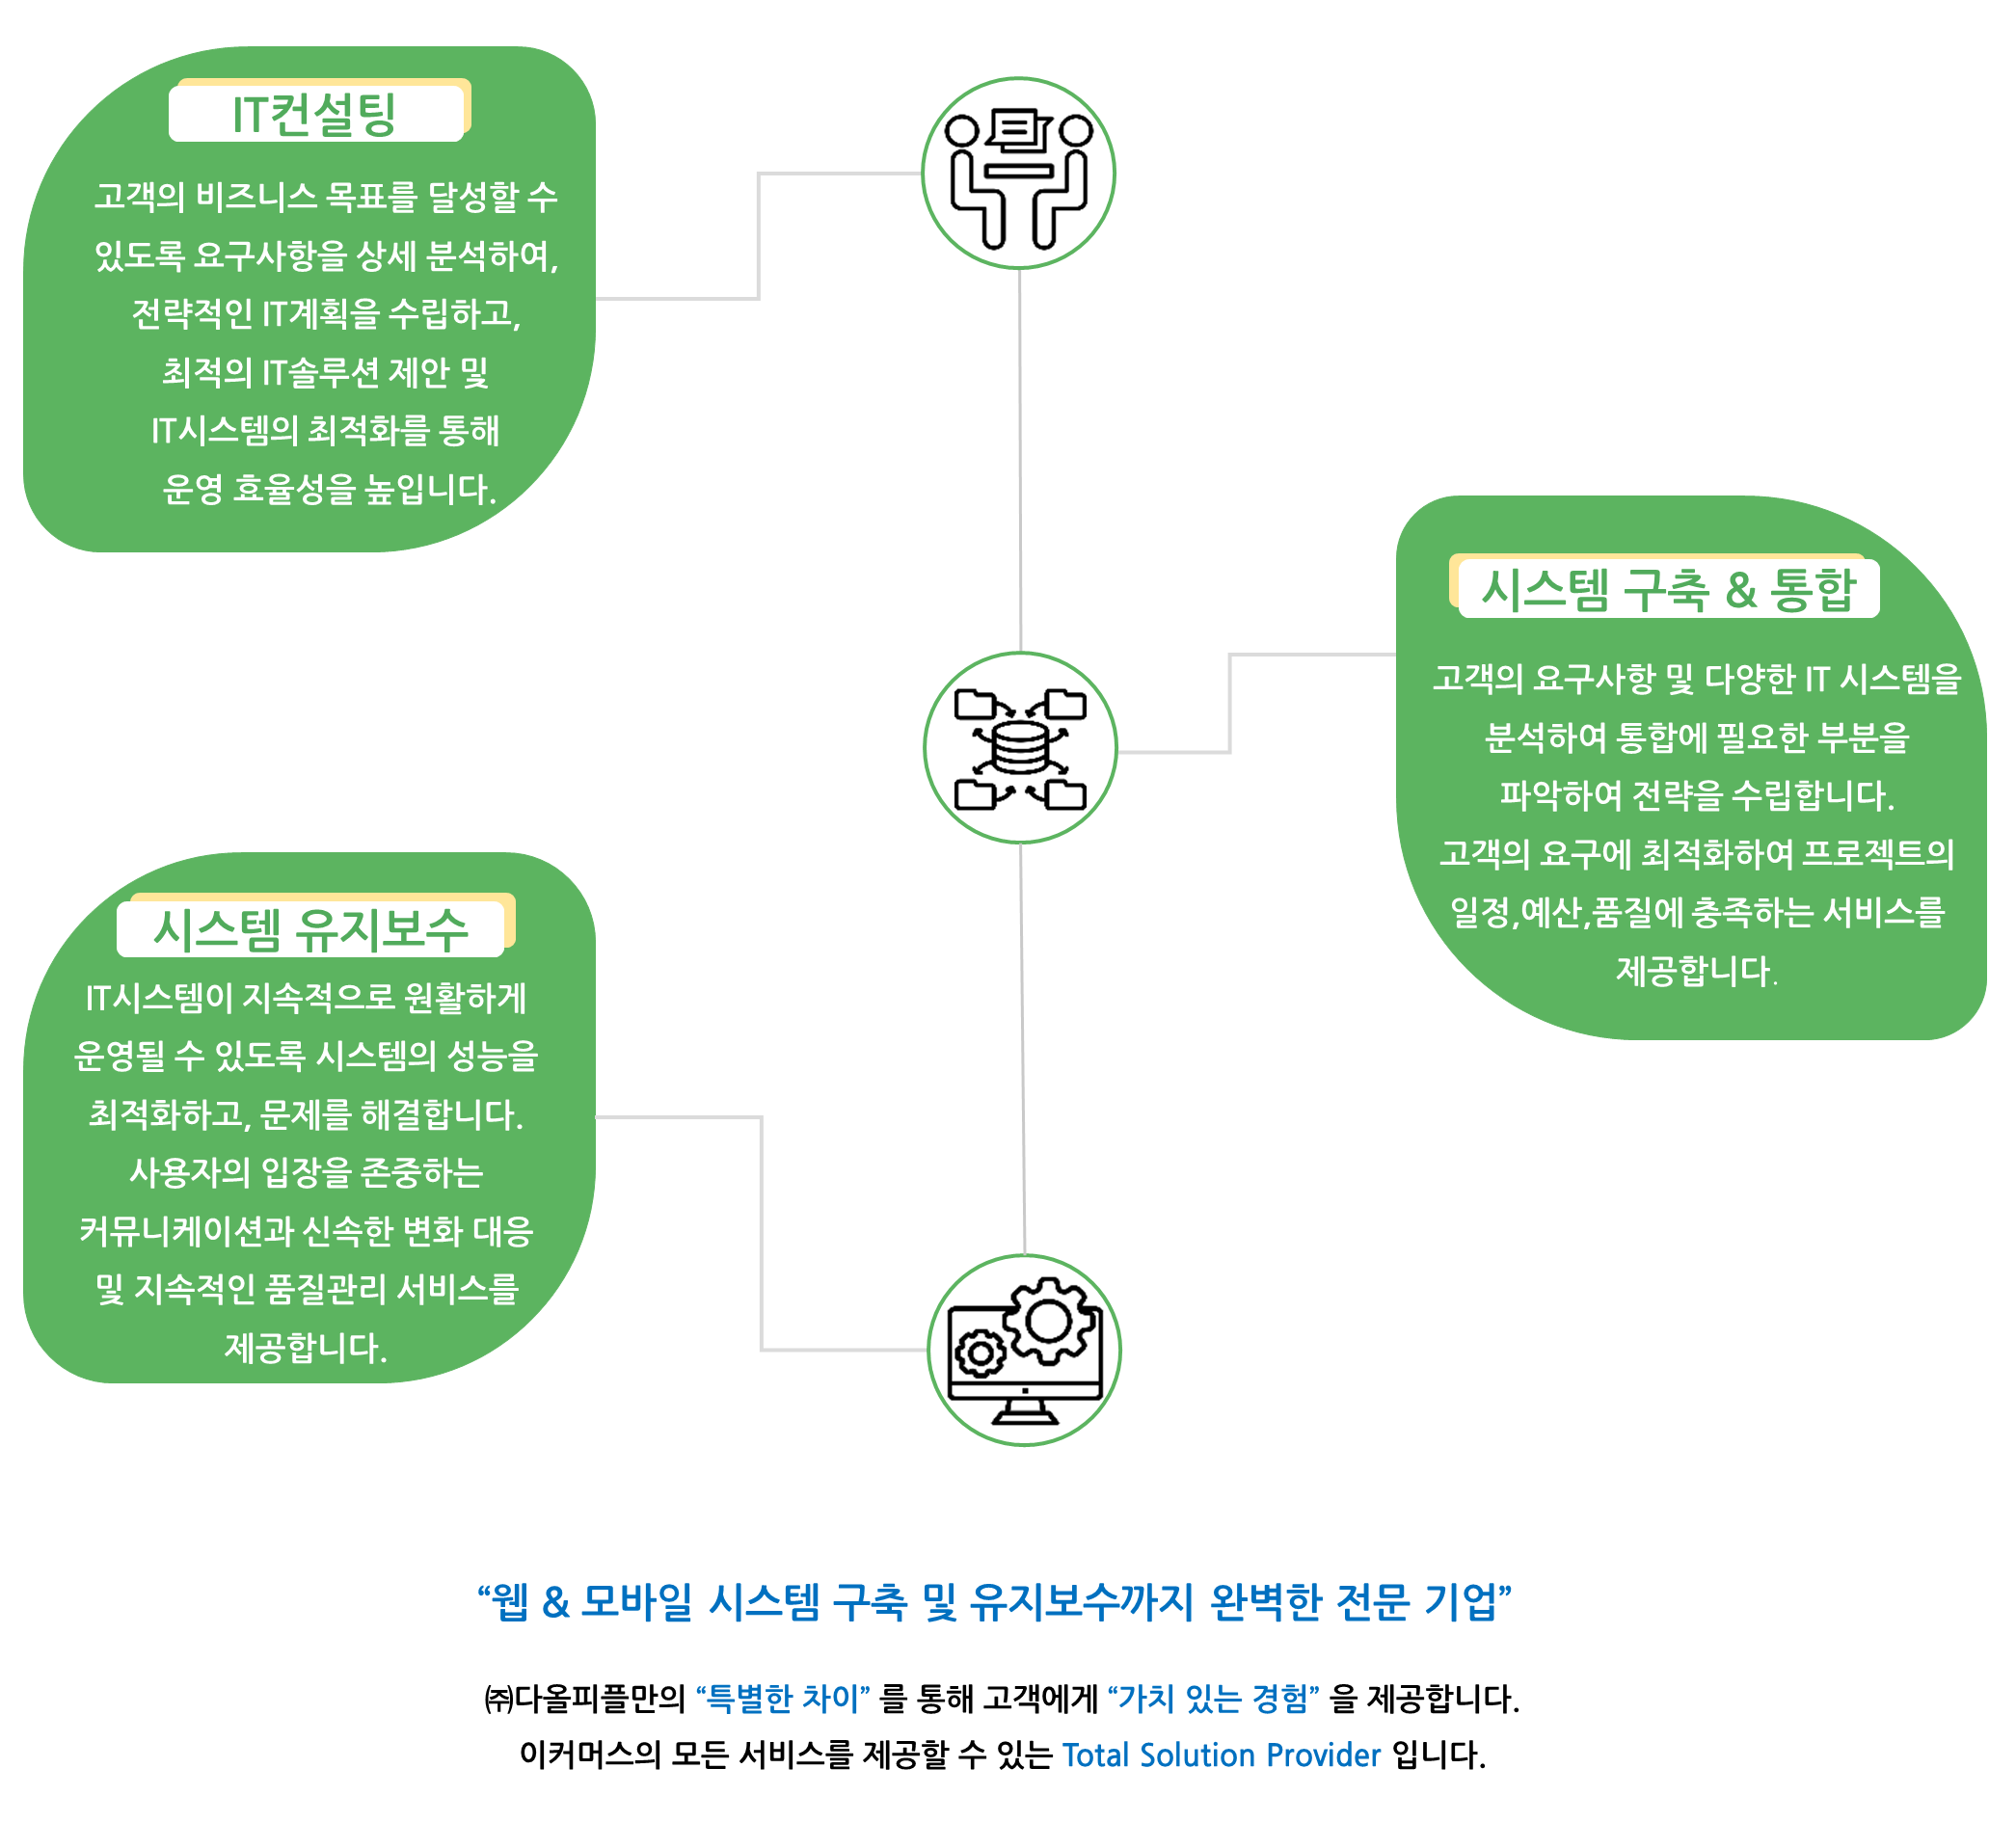 IT컨설팅
고객의 비즈니스 목표를 달성할 수
있도록 요구사항을 상세 분석하여,
전략적인 IT계획을 수립하고,
최적의 IT솔루션 제안 및
IT시스템의 최적화를 통해
운영 효율성을 높입니다.
시스템 구축 & 통합
고객의 요구사항 및 다양한 IT 시스템을
분석하여 통합에 필요한 부분을
파악하여 전략을 수립합니다.
고객의 요구에 최적화하여 프로젝트의
일정,예산,품질에 충족하는 서비스를
제공합니다.
시스템 유지보수
IT시스템이 지속적으로 원활하게
운영될 수 있도록 시스템의 성능을
최적화하고, 문제를 해결합니다.
사용자의 입장을 존중하는
커뮤니케이션과 신속한 변화 대응
및 지속적인 품질관리 서비스를
제공합니다.
“웹 & 모바일 시스템 구축 및 유지보수까지 완벽한 전문 기업”
㈜다올피플만의 “특별한 차이” 를 통해 고객에게 “가치 있는 경험” 을 제공합니다.
이커머스의 모든 서비스를 제공할 수 있는 Total Solution Provider 입니다.